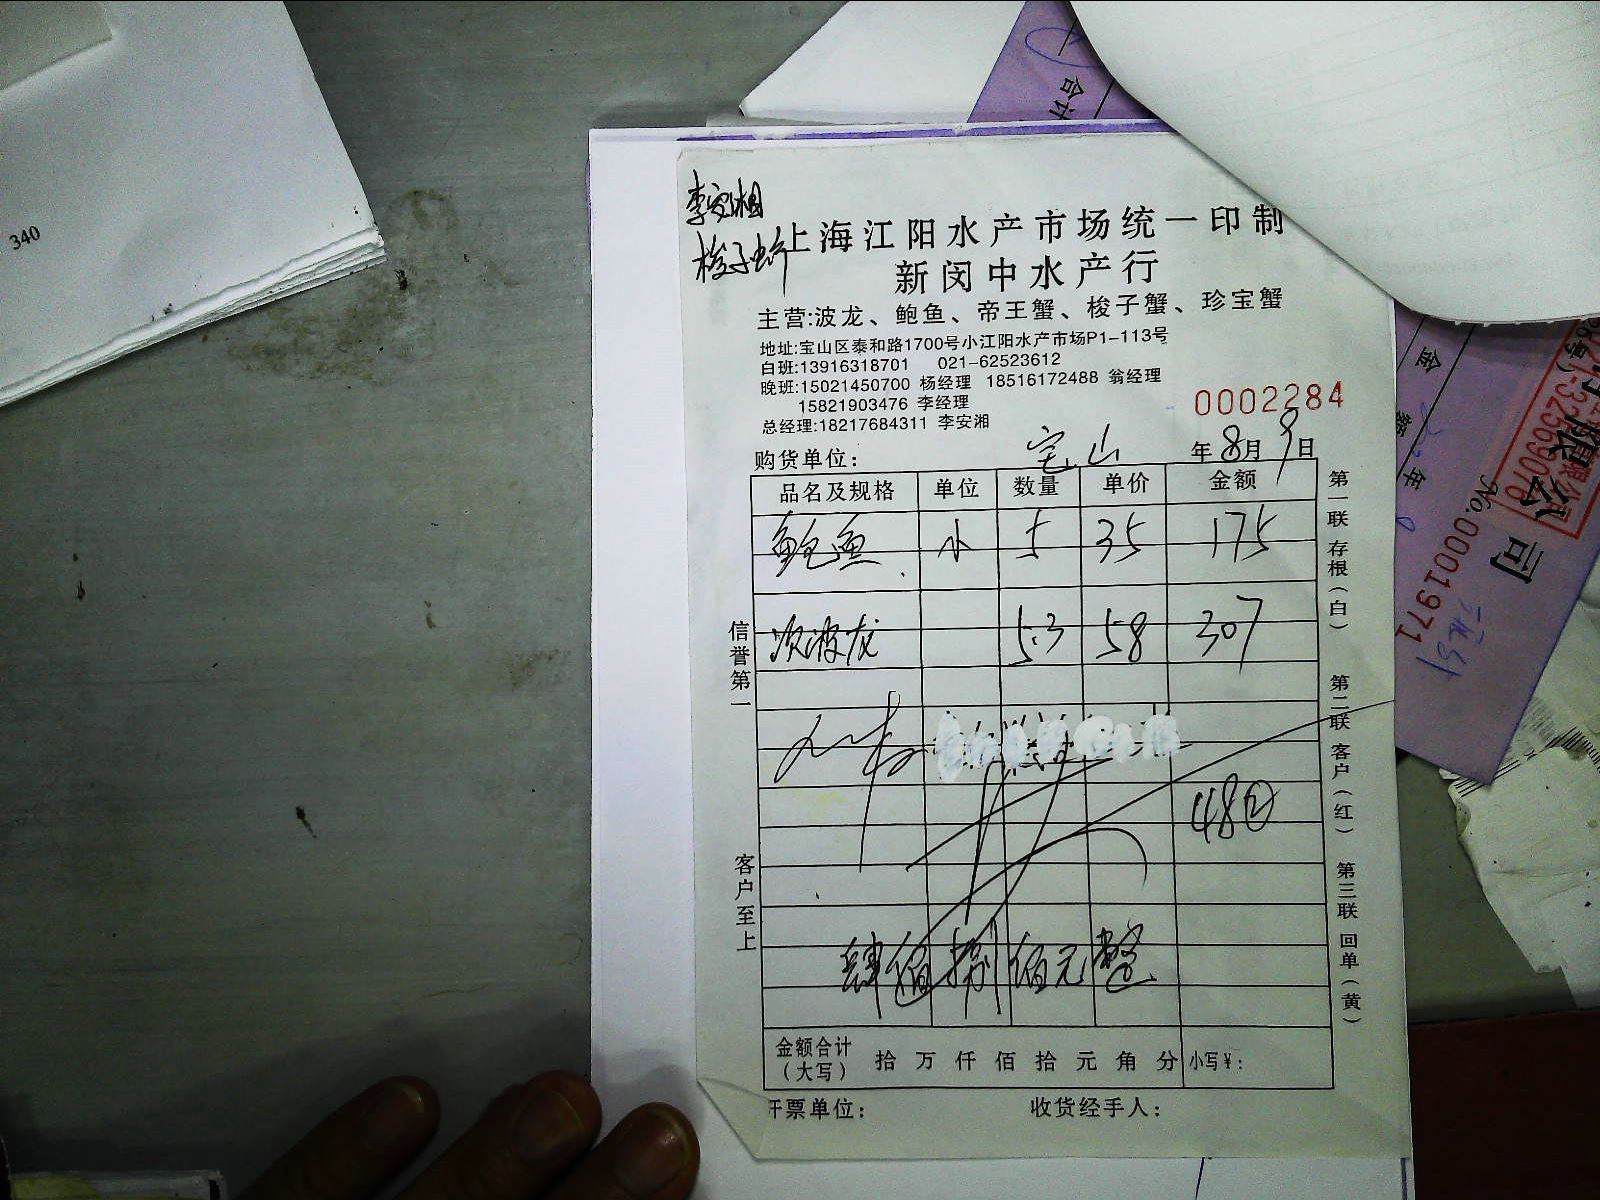 340
合计
李安湘
梭子蟹
上海江阳水产市场统一印制
新闵中水产行
主营:波龙、鲍鱼、帝王蟹、梭子蟹、珍宝蟹
地址:宝山区泰和路1700号小江阳水产市场P1-113号
白班:13916318701 021-62523612
晚班:15021450700 杨经理 18516172488 翁经理
15821903476 李经理
总经理:18217684311 李安湘
0002284
购货单位: 宝山 年8月9日
品名及规格 单位 数量 单价 金额
鲍鱼 小 5 35 175
次波龙 5.3 58 307
480
肆佰捌佰元整
金额合计(大写) 拾万仟佰拾元角分 小写¥:
开票单位: 收货经手人:
信誉第一 客户至上
第一联存根(白) 第二联客户(红) 第三联回单(黄)
金
年
No.0001971
限公司